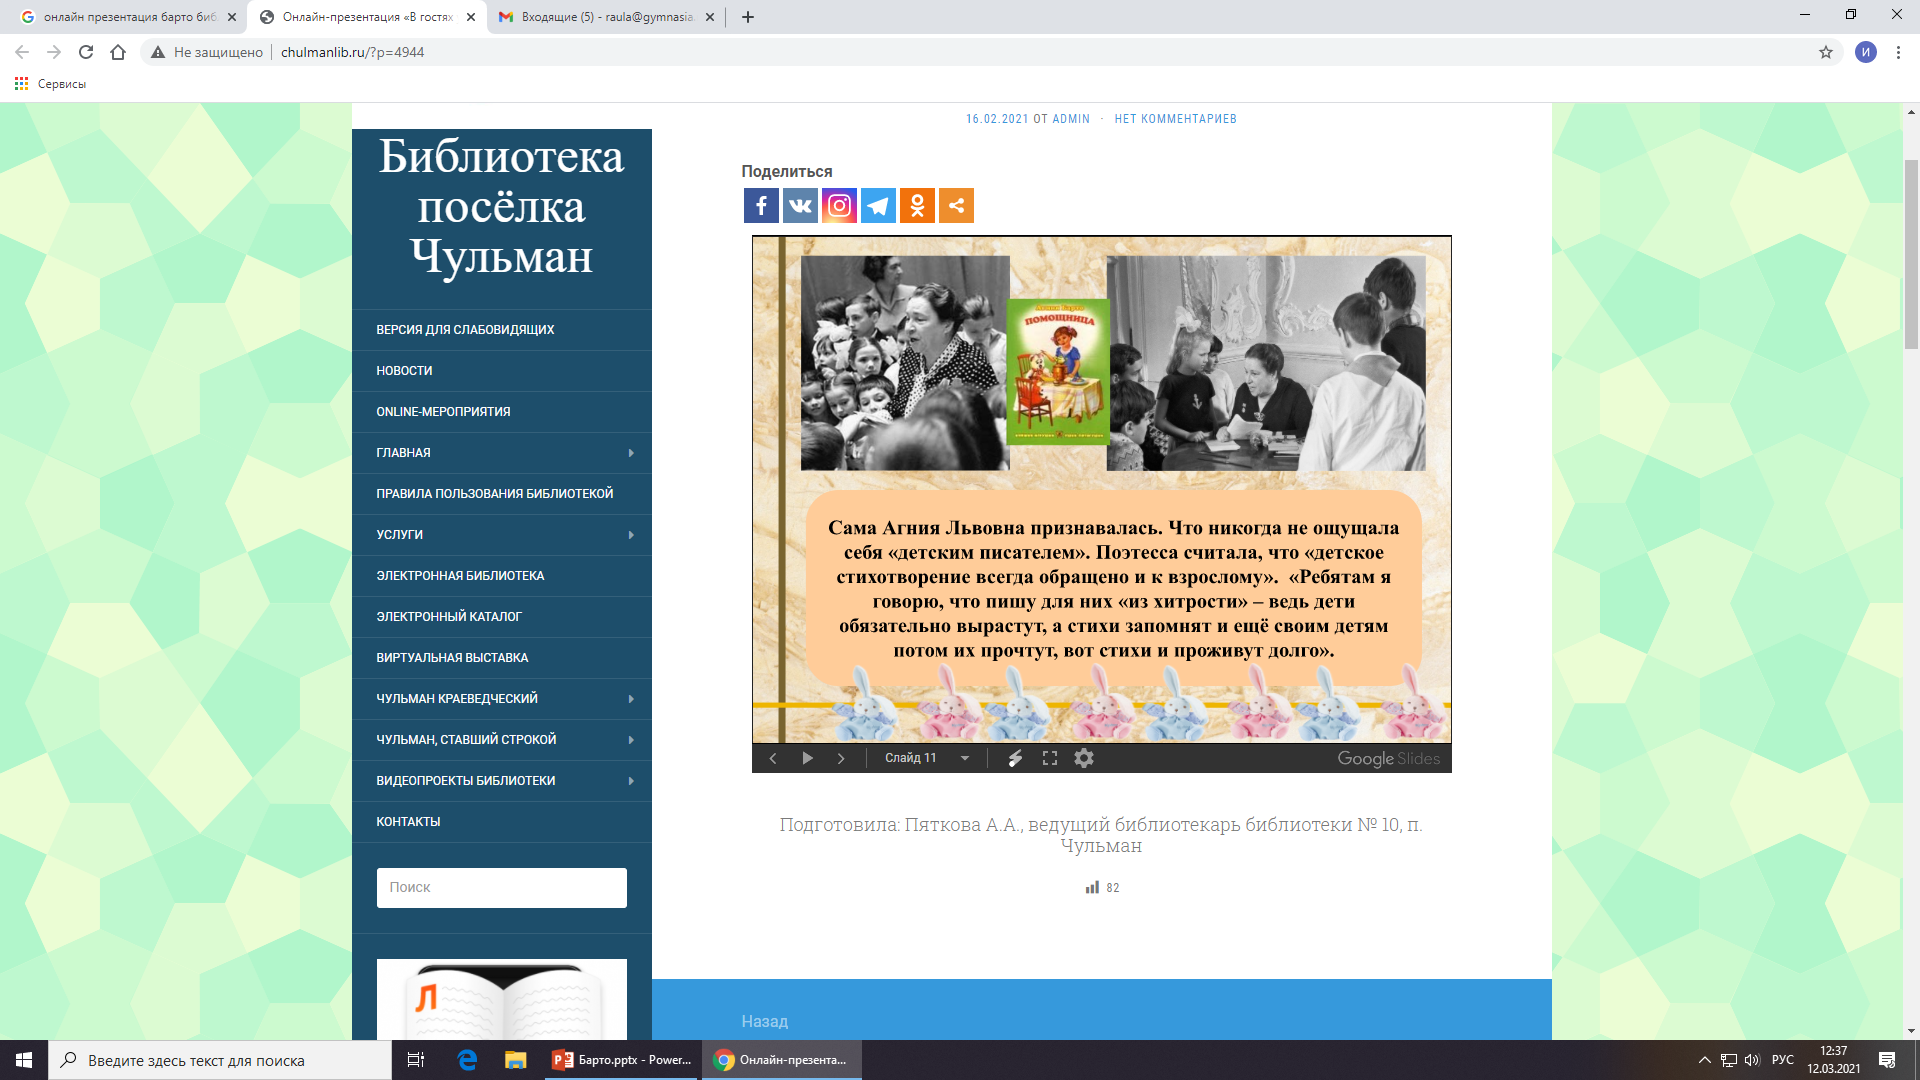 онлайн презентация барто биб
Онлайн-презентация «В гостях
Входящие (5) - raula@gymnasia
Не защищено
chulmanlib.ru/?p=4944
И
Сервисы
Библиотека
посёлка
Чульман
ВЕРСИЯ ДЛЯ СЛАБОВИДЯЩИХ
НОВОСТИ
ONLINE-МЕРОПРИЯТИЯ
ГЛАВНАЯ
ПРАВИЛА ПОЛЬЗОВАНИЯ БИБЛИОТЕКОЙ
УСЛУГИ
ЭЛЕКТРОННАЯ БИБЛИОТЕКА
ЭЛЕКТРОННЫЙ КАТАЛОГ
ВИРТУАЛЬНАЯ ВЫСТАВКА
ЧУЛЬМАН КРАЕВЕДЧЕСКИЙ
ЧУЛЬМАН, СТАВШИЙ СТРОКОЙ
ВИДЕОПРОЕКТЫ БИБЛИОТЕКИ
КОНТАКТЫ
Поиск
Л
16.02.2021 ОТ ADMIN · НЕТ КОММЕНТАРИЕВ
Поделиться
ПОМОЩНИЦА
Сама Агния Львовна признавалась. Что никогда не ощущала
себя «детским писателем». Поэтесса считала, что «детское
стихотворение всегда обращено и к взрослому». «Ребятам я
говорю, что пишу для них «из хитрости» – ведь дети
обязательно вырастут, а стихи запомнят и ещё своим детям
потом их прочтут, вот стихи и проживут долго».
Слайд 11
Google Slides
Подготовила: Пяткова А.А., ведущий библиотекарь библиотеки № 10, п.
Чульман
82
Назад
Введите здесь текст для поиска
Барто.pptx - Power...
Онлайн-презента...
РУС
12:37
12.03.2021